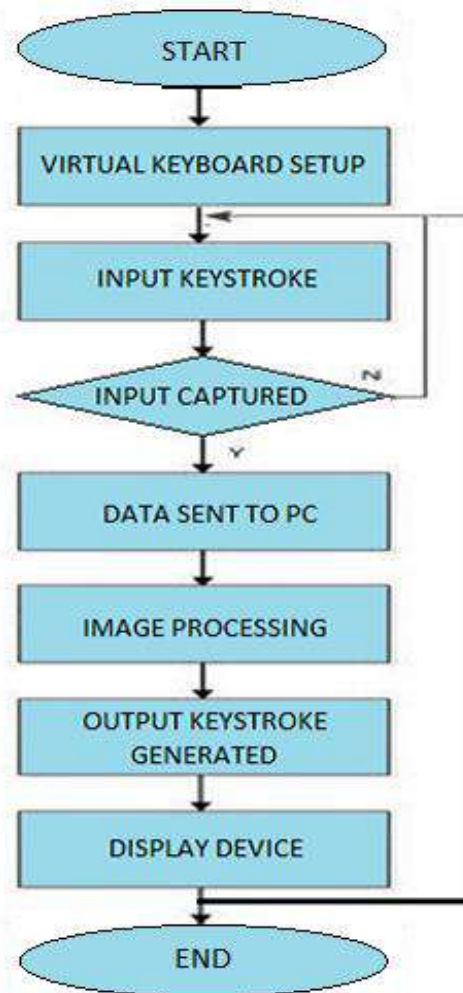 START
VIRTUAL KEYBOARD SETUP
INPUT KEYSTROKE
INPUT CAPTURED
N
Y
DATA SENT TO PC
IMAGE PROCESSING
OUTPUT KEYSTROKE
GENERATED
DISPLAY DEVICE
END